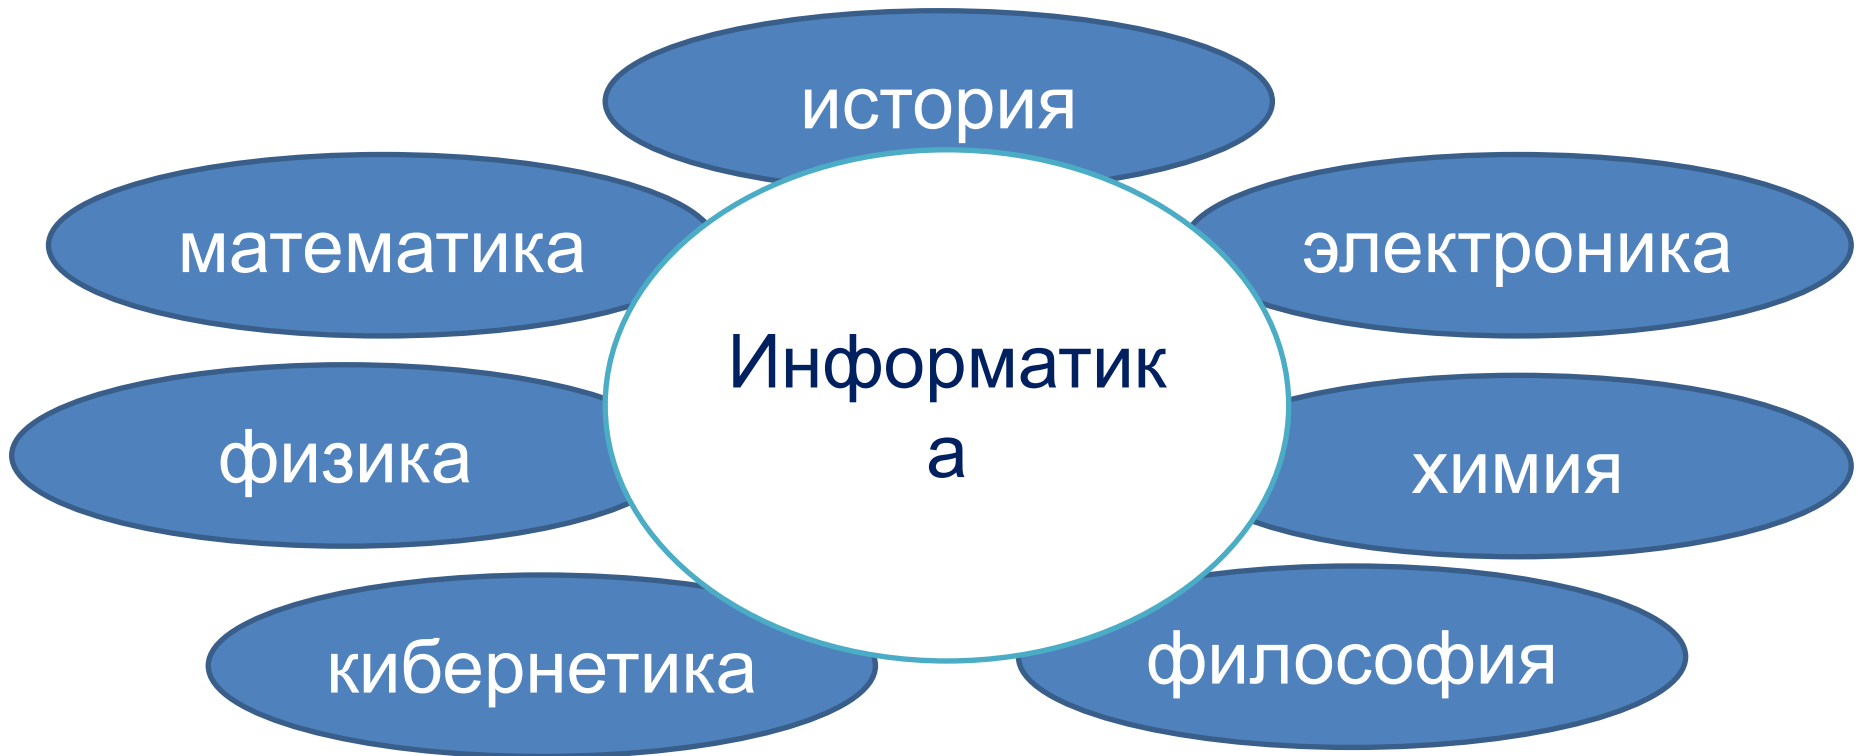 история
математика
электроника
Информатик
а
физика
химия
кибернетика
философия